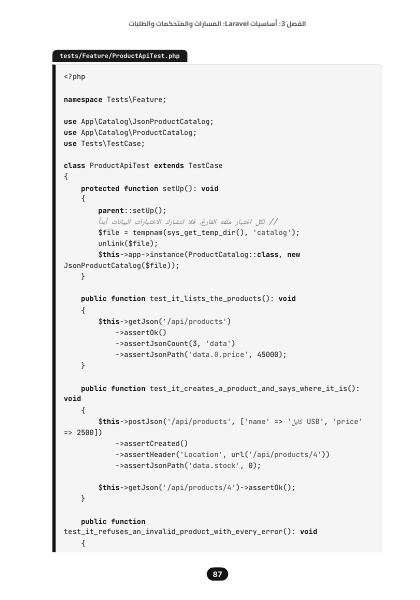 الفصل 3: أساسيات Laravel: المسارات والمتحكمات والطلبات
tests/Feature/ProductApiTest.php
<?php
namespace Tests\Feature;
use App\Catalog\JsonProductCatalog;
use App\Catalog\ProductCatalog;
use Tests\TestCase;
class ProductApiTest extends TestCase
{
protected function setUp(): void
{
parent::setUp();
// لكل اختبار ملفه الفارغ، فلا تتشارك الاختبارات البيانات أبداً
$file = tempnam(sys_get_temp_dir(), 'catalog');
unlink($file);
$this->app->instance(ProductCatalog::class, new
JsonProductCatalog($file));
}
public function test_it_lists_the_products(): void
{
$this->getJson('/api/products')
->assertOk()
->assertJsonCount(3, 'data')
->assertJsonPath('data.0.price', 45000);
}
public function test_it_creates_a_product_and_says_where_it_is():
void
{
$this->postJson('/api/products', ['name' => 'كابل USB', 'price'
=> 2500])
->assertCreated()
->assertHeader('Location', url('/api/products/4'))
->assertJsonPath('data.stock', 0);
$this->getJson('/api/products/4')->assertOk();
}
public function
test_it_refuses_an_invalid_product_with_every_error(): void
{
87